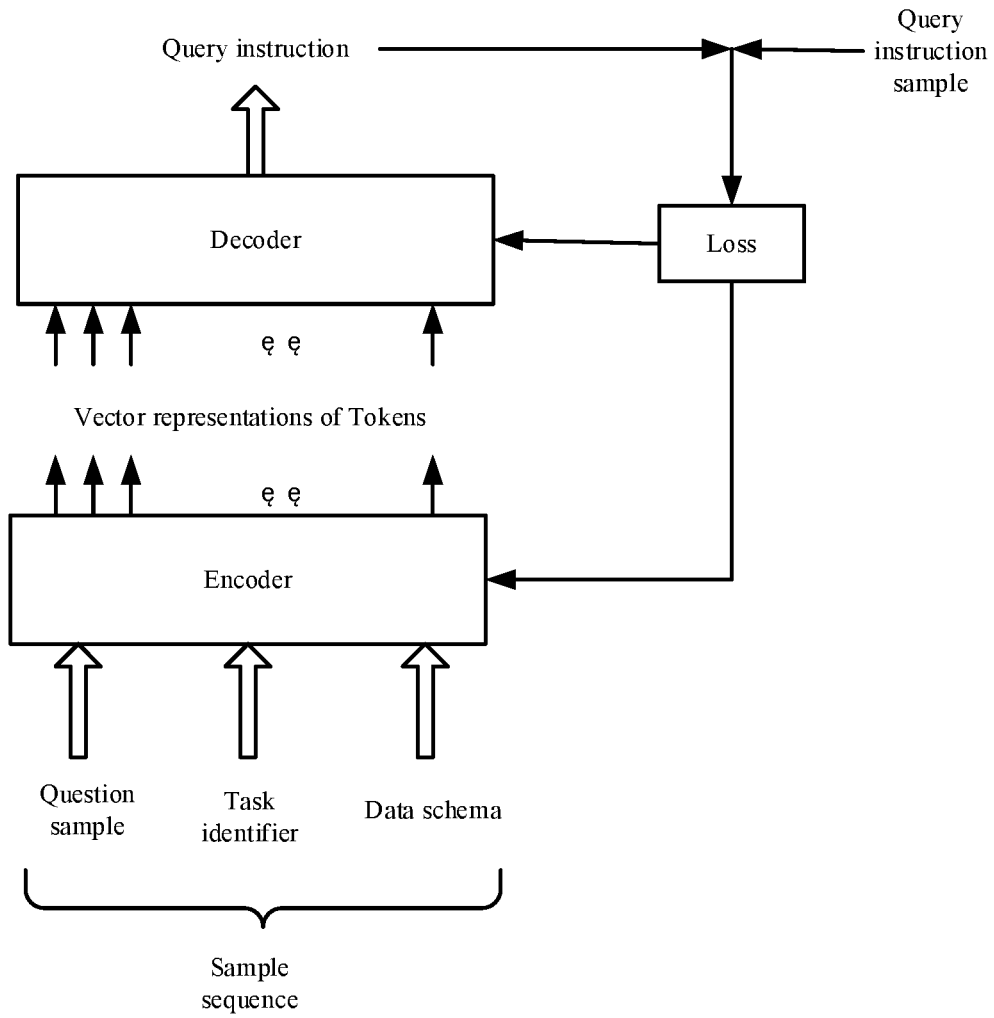 Query instruction
Query
instruction
sample
Decoder
Loss
ę ę
Vector representations of Tokens
ę ę
Encoder
Question
sample
Task
identifier
Data schema
Sample
sequence